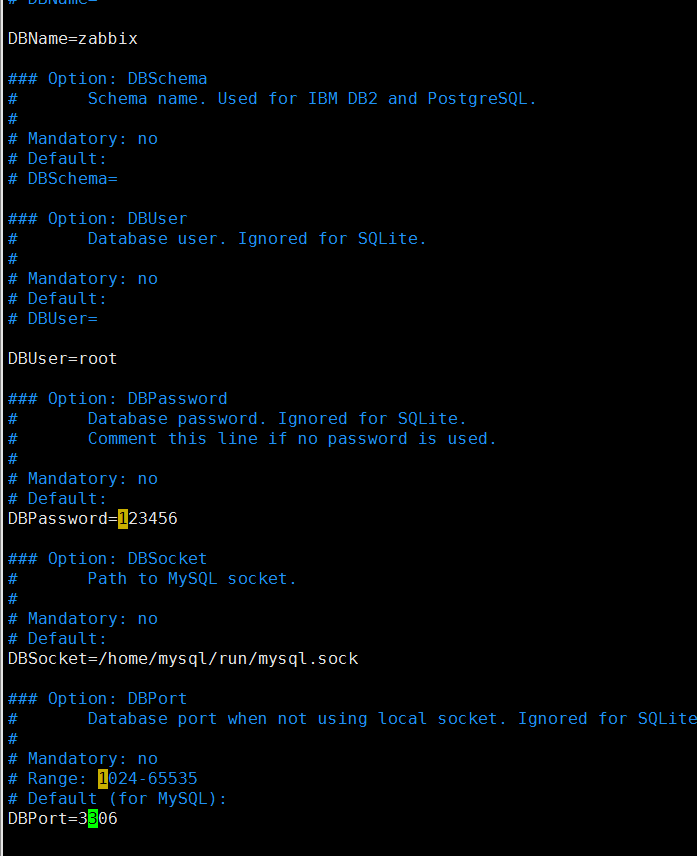 # DBName=
DBName=zabbix
### Option: DBSchema
#       Schema name. Used for IBM DB2 and PostgreSQL.
#
# Mandatory: no
# Default:
# DBSchema=
### Option: DBUser
#       Database user. Ignored for SQLite.
#
# Mandatory: no
# Default:
# DBUser=
DBUser=root
### Option: DBPassword
#       Database password. Ignored for SQLite.
#       Comment this line if no password is used.
#
# Mandatory: no
# Default:
DBPassword=123456
### Option: DBSocket
#       Path to MySQL socket.
#
# Mandatory: no
# Default:
DBSocket=/home/mysql/run/mysql.sock
### Option: DBPort
#       Database port when not using local socket. Ignored for SQLite
#
# Mandatory: no
# Range: 1024-65535
# Default (for MySQL):
DBPort=3306